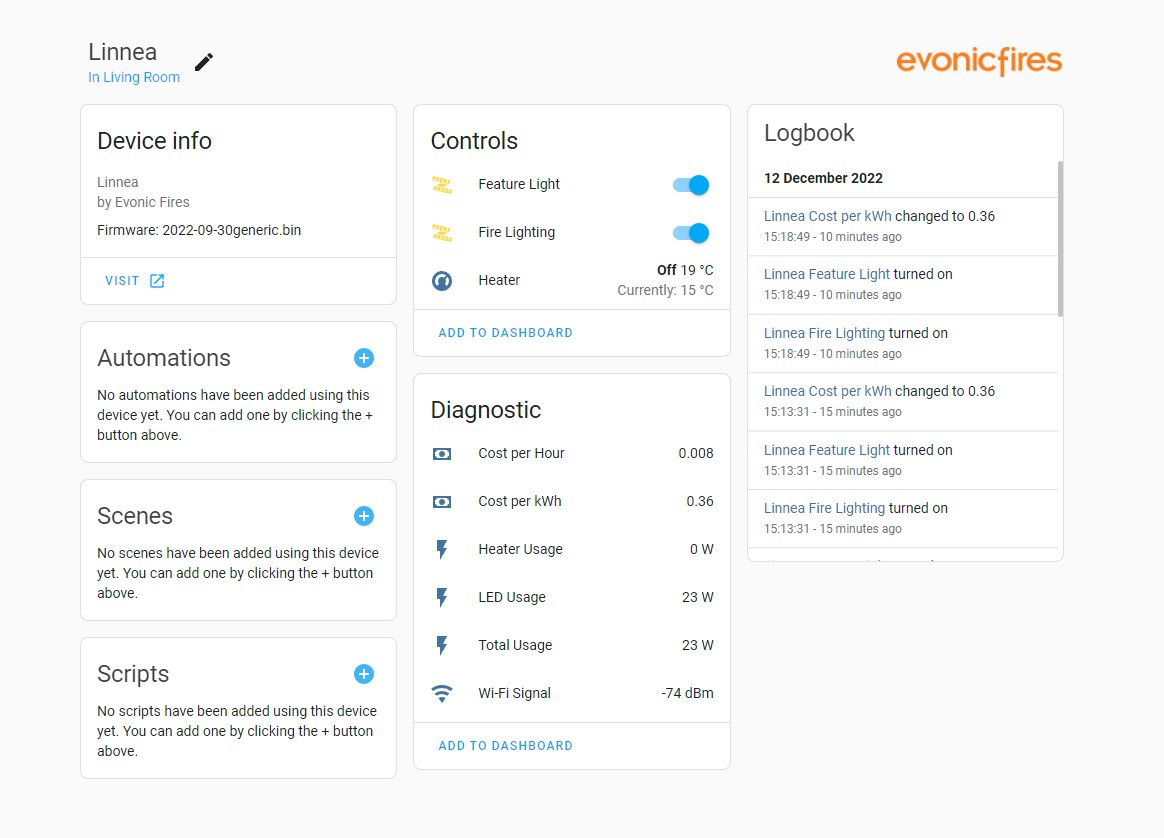 Linnea
In Living Room
evonicfires
Device info
Linnea
by Evonic Fires
Firmware: 2022-09-30generic.bin
VISIT
Automations
No automations have been added using this
device yet. You can add one by clicking the +
button above.
Scenes
No scenes have been added using this device
yet. You can add one by clicking the + button
above.
Scripts
No scripts have been added using this device
yet. You can add one by clicking the + button
above.
Controls
Feature Light
Fire Lighting
Heater
Off 19 °C
Currently: 15 °C
ADD TO DASHBOARD
Diagnostic
Cost per Hour 0.008
Cost per kWh 0.36
Heater Usage 0 W
LED Usage 23 W
Total Usage 23 W
Wi-Fi Signal -74 dBm
ADD TO DASHBOARD
Logbook
12 December 2022
Linnea Cost per kWh changed to 0.36
15:18:49 - 10 minutes ago
Linnea Feature Light turned on
15:18:49 - 10 minutes ago
Linnea Fire Lighting turned on
15:18:49 - 10 minutes ago
Linnea Cost per kWh changed to 0.36
15:13:31 - 15 minutes ago
Linnea Feature Light turned on
15:13:31 - 15 minutes ago
Linnea Fire Lighting turned on
15:13:31 - 15 minutes ago